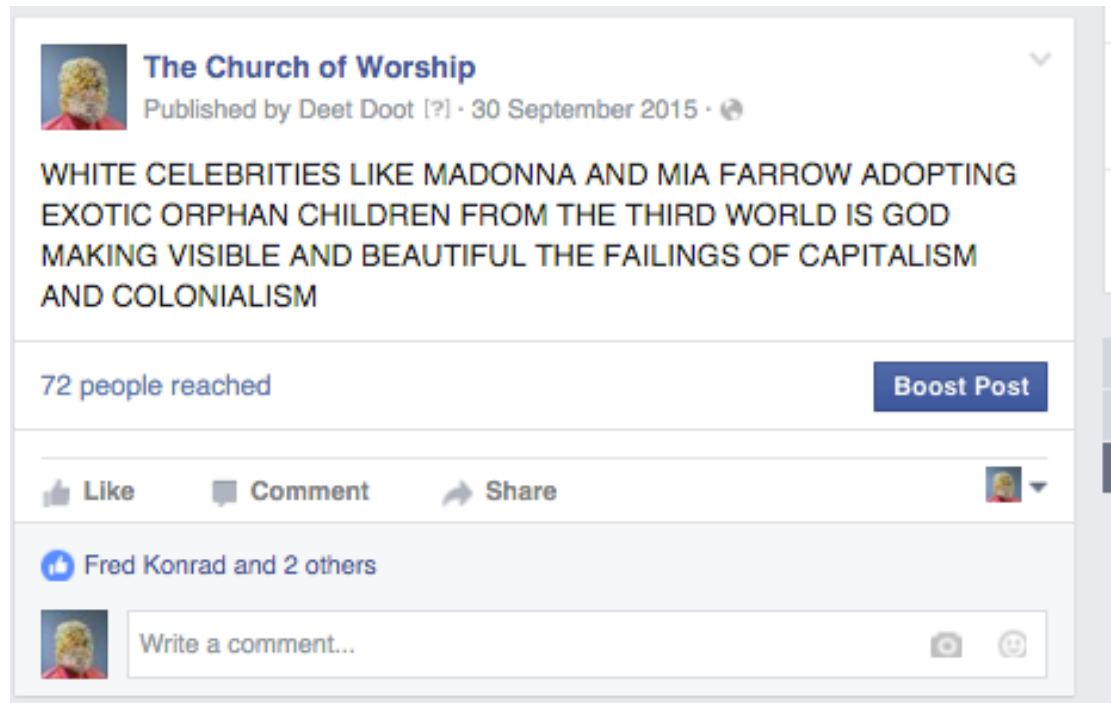 The Church of Worship
Published by Deet Doot [?] · 30 September 2015 ·
WHITE CELEBRITIES LIKE MADONNA AND MIA FARROW ADOPTING
EXOTIC ORPHAN CHILDREN FROM THE THIRD WORLD IS GOD
MAKING VISIBLE AND BEAUTIFUL THE FAILINGS OF CAPITALISM
AND COLONIALISM
72 people reached
Boost Post
Like Comment Share
Fred Konrad and 2 others
Write a comment...